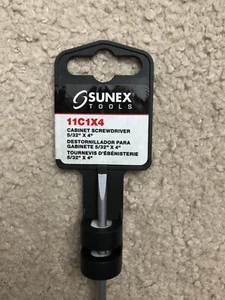 SUNEX
TOOLS
11C1X4
CABINET SCREWDRIVER
5/32" X 4"
DESTORNILLADOR PARA
GABINETE 5/32" X 4"
TOURNEVIS D'ÉBÉNISTERIE
5/32" X 4"